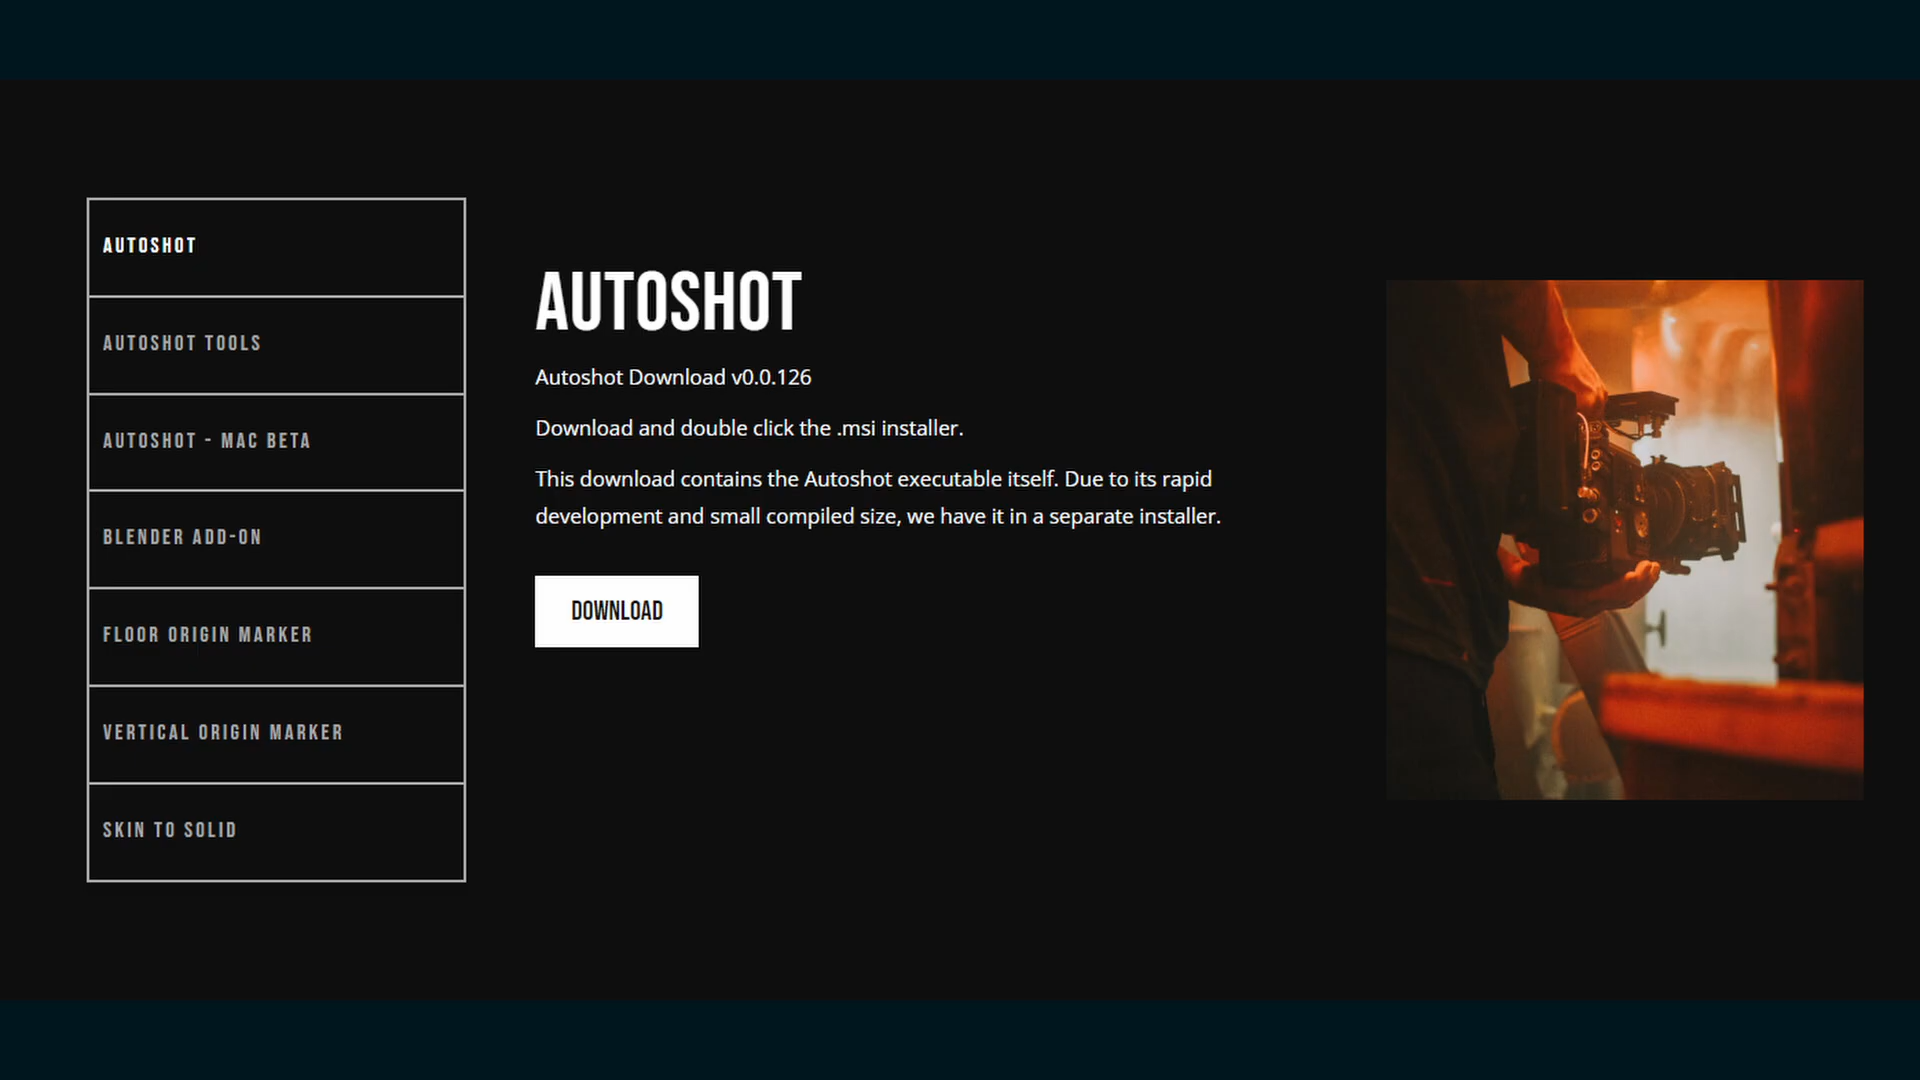 AUTOSHOT
AUTOSHOT TOOLS
AUTOSHOT - MAC BETA
BLENDER ADD-ON
FLOOR ORIGIN MARKER
VERTICAL ORIGIN MARKER
SKIN TO SOLID
AUTOSHOT
Autoshot Download v0.0.126
Download and double click the .msi installer.
This download contains the Autoshot executable itself. Due to its rapid
development and small compiled size, we have it in a separate installer.
DOWNLOAD